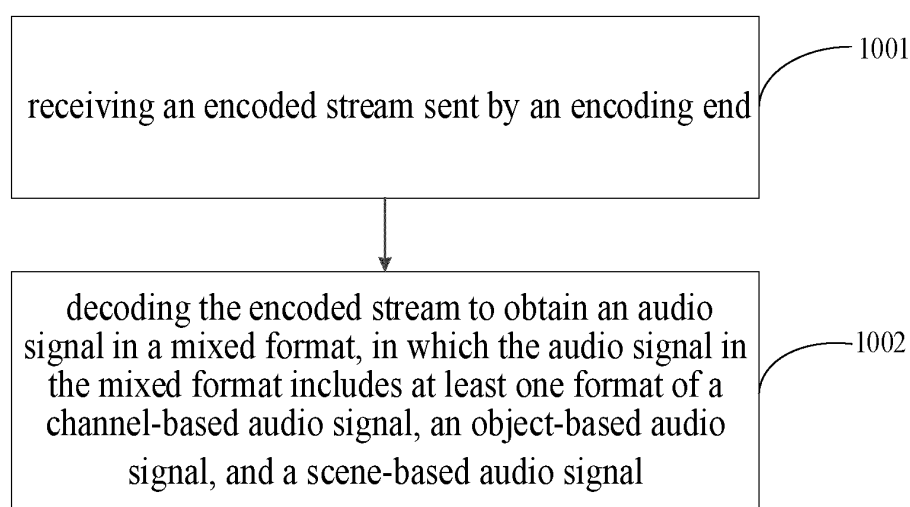 1001
receiving an encoded stream sent by an encoding end
decoding the encoded stream to obtain an audio
signal in a mixed format, in which the audio signal in
the mixed format includes at least one format of a
channel-based audio signal, an object-based audio
signal, and a scene-based audio signal
1002